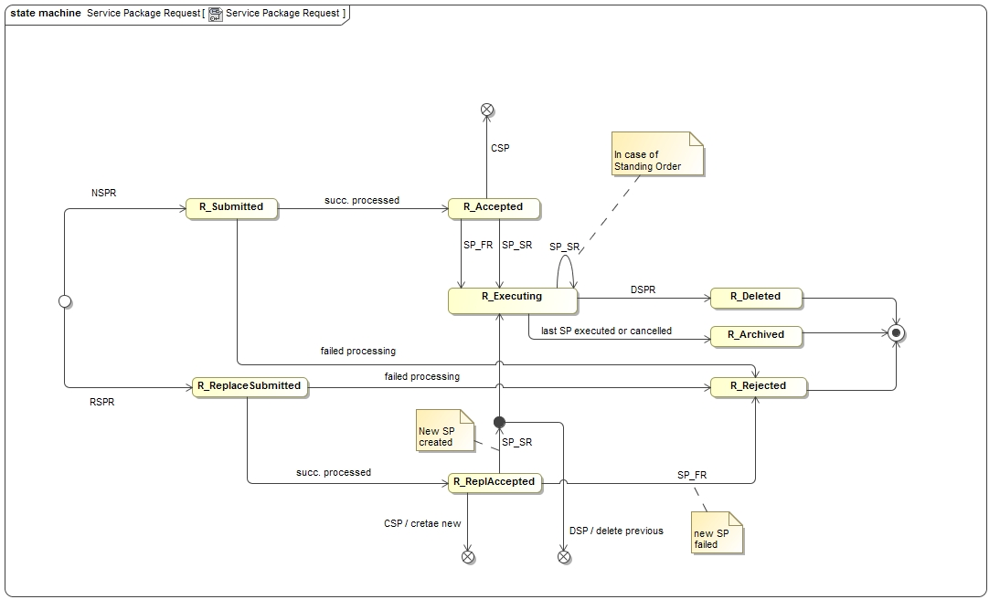 state machine Service Package Request [ Service Package Request ]
CSP
In case of
Standing Order
NSPR
R_Submitted
succ. processed
R_Accepted
SP_FR
SP_SR
SP_SR
R_Executing
DSPR
R_Deleted
last SP executed or cancelled
R_Archived
failed processing
failed processing
R_ReplaceSubmitted
R_Rejected
RSPR
New SP
created
SP_SR
succ. processed
R_ReplAccepted
SP_FR
CSP / cretae new
DSP / delete previous
new SP
failed